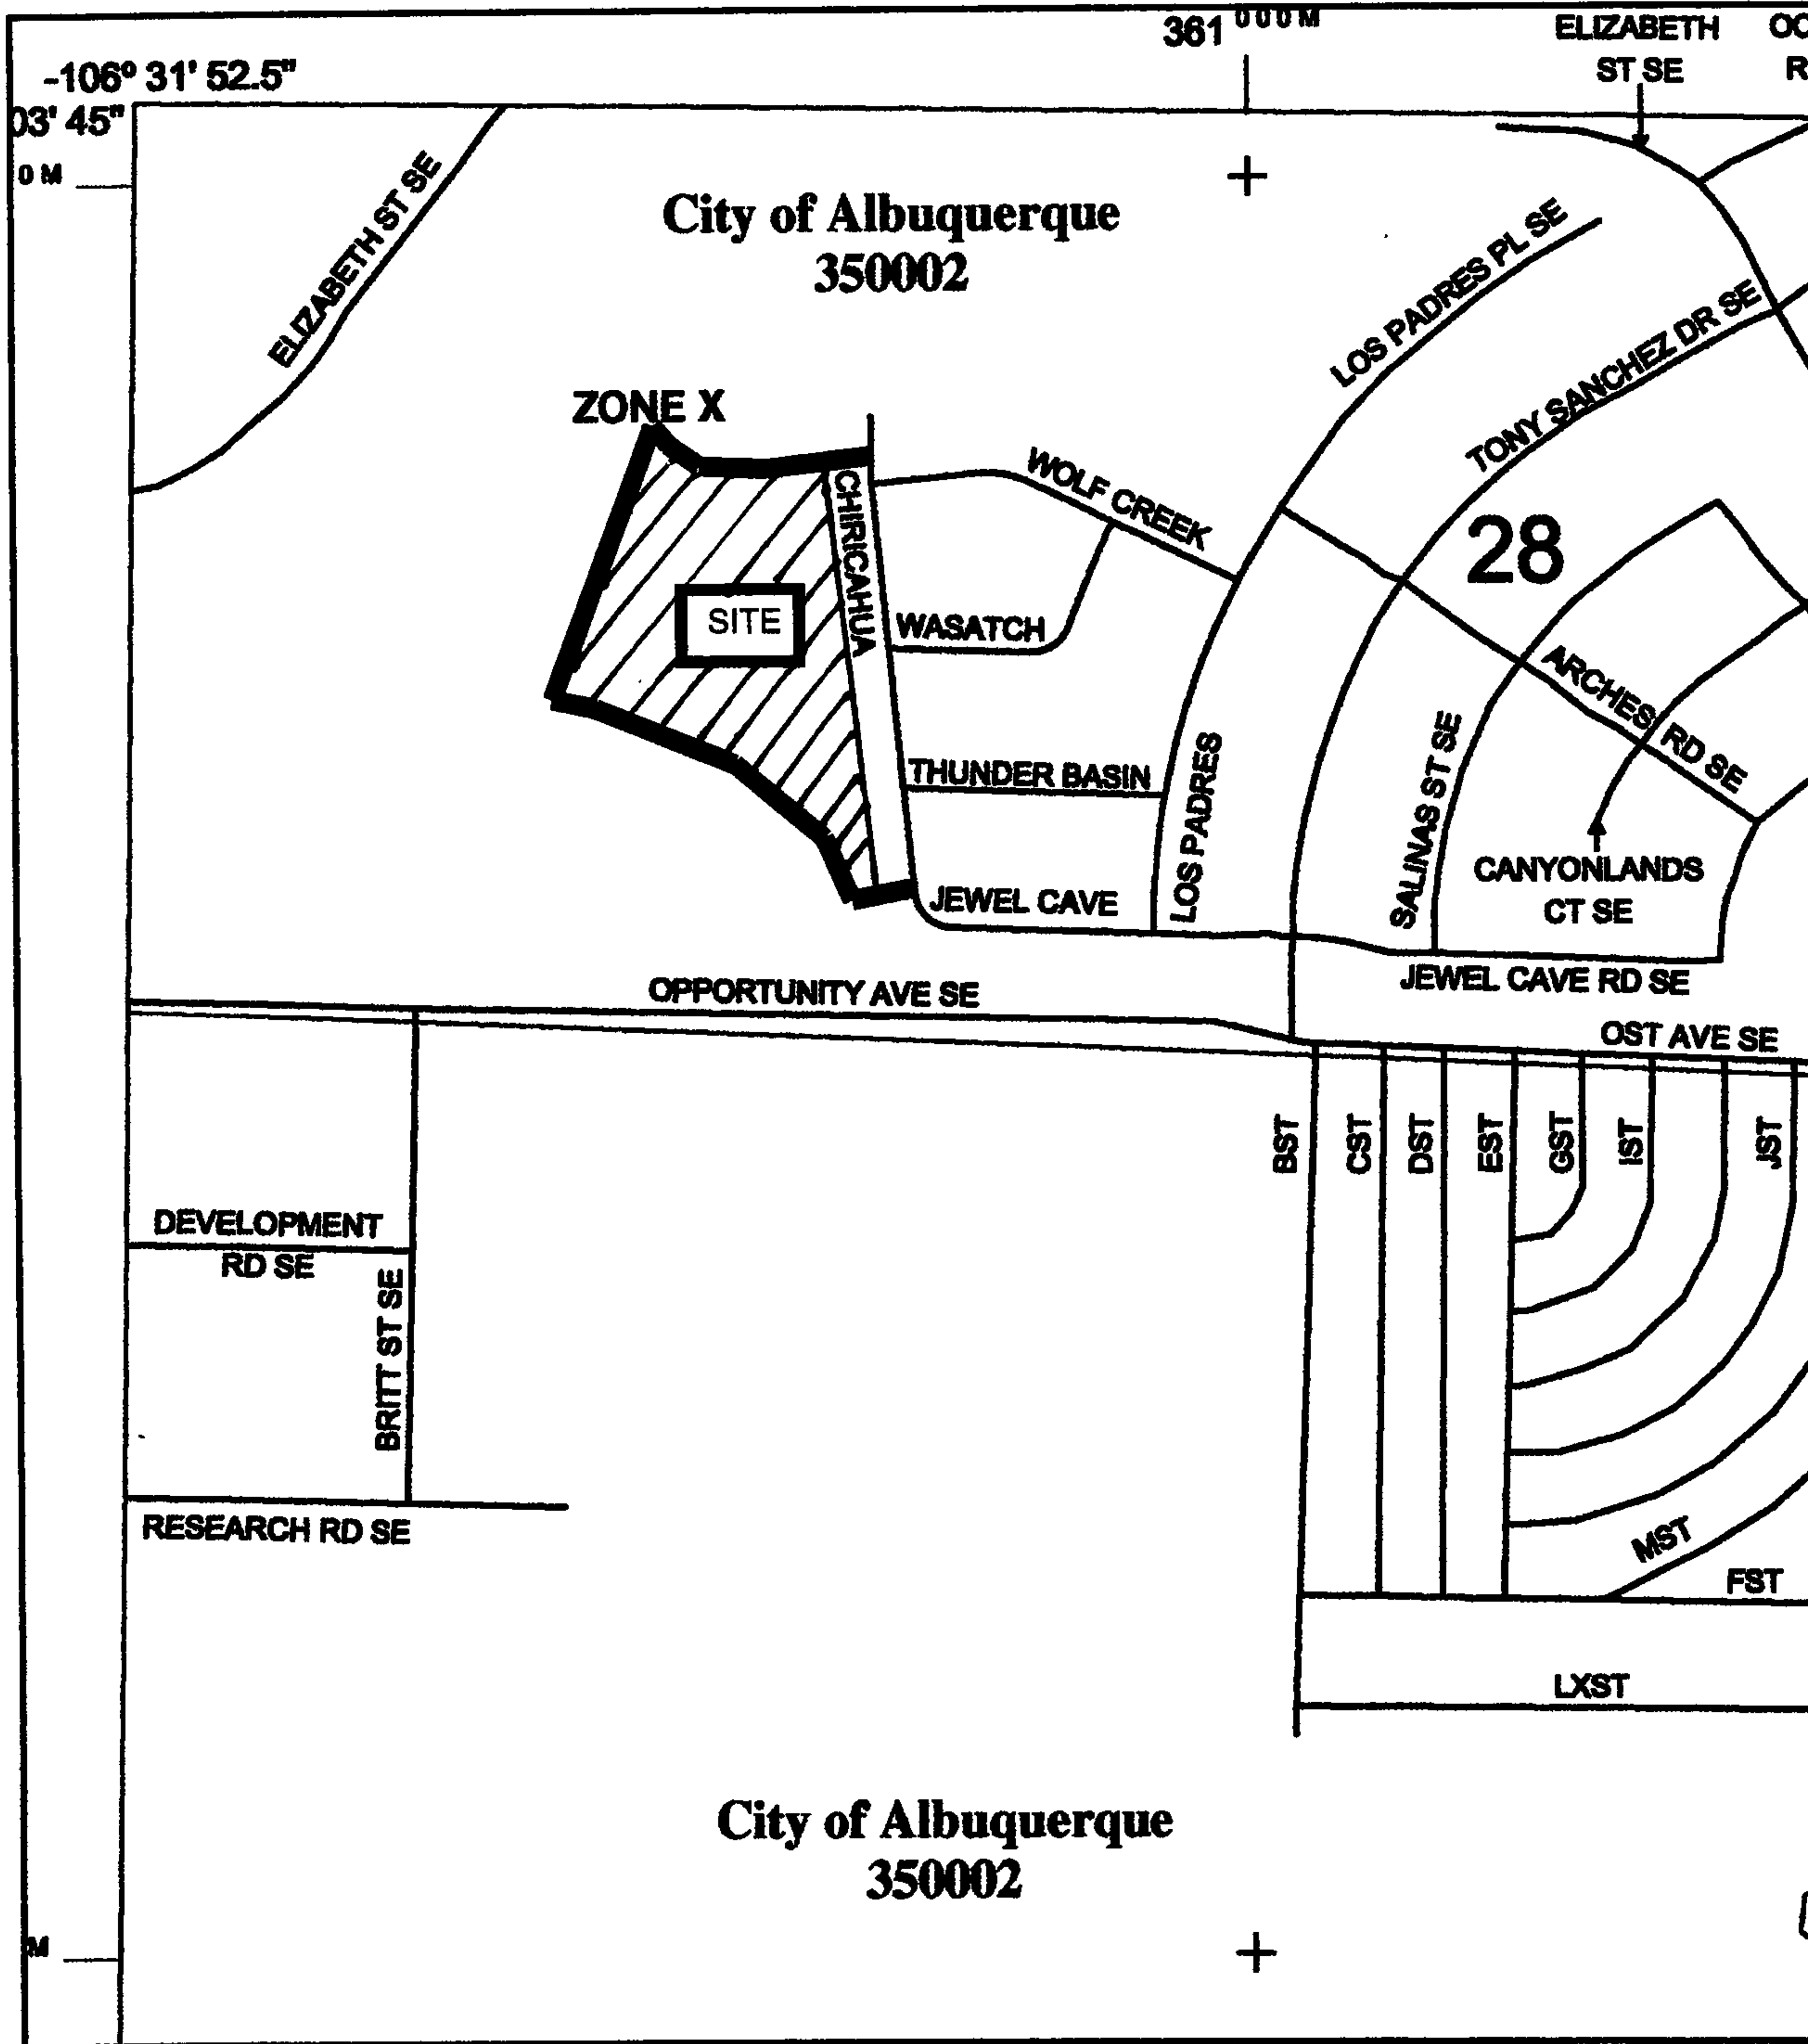 361 000M
ELIZABETH
ST SE
-106° 31' 52.5"
03' 45"
0 M
ELIZABETH ST SE
City of Albuquerque
350002
LOS PADRES PL SE
TONY SANCHEZ DR SE
ZONE X
WOLF CREEK
28
CHIRICAHUA
SITE
WASATCH
ARCHES RD SE
THUNDER BASIN
LOS PADRES
SALINAS ST SE
CANYONLANDS
CT SE
JEWEL CAVE
JEWEL CAVE RD SE
OPPORTUNITY AVE SE
OST AVE SE
BST
CST
DST
EST
GST
IST
JST
DEVELOPMENT
RD SE
BRITT ST SE
RESEARCH RD SE
MST
FST
LXST
City of Albuquerque
350002
M